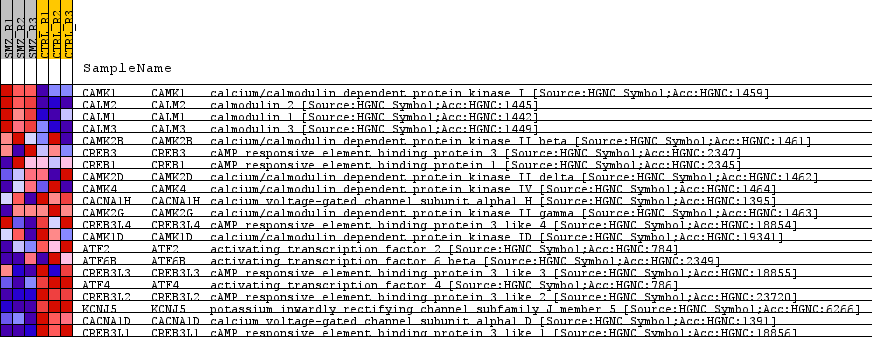 SMZ_R1
SMZ_R2
SMZ_R3
CTRL_R1
CTRL_R2
CTRL_R3
SampleName
CAMK1 CAMK1 calcium/calmodulin dependent protein kinase I [Source:HGNC Symbol;Acc:HGNC:1459]
CALM2 CALM2 calmodulin 2 [Source:HGNC Symbol;Acc:HGNC:1445]
CALM1 CALM1 calmodulin 1 [Source:HGNC Symbol;Acc:HGNC:1442]
CALM3 CALM3 calmodulin 3 [Source:HGNC Symbol;Acc:HGNC:1449]
CAMK2B CAMK2B calcium/calmodulin dependent protein kinase II beta [Source:HGNC Symbol;Acc:HGNC:1461]
CREB3 CREB3 cAMP responsive element binding protein 3 [Source:HGNC Symbol;Acc:HGNC:2347]
CREB1 CREB1 cAMP responsive element binding protein 1 [Source:HGNC Symbol;Acc:HGNC:2345]
CAMK2D CAMK2D calcium/calmodulin dependent protein kinase II delta [Source:HGNC Symbol;Acc:HGNC:1462]
CAMK4 CAMK4 calcium/calmodulin dependent protein kinase IV [Source:HGNC Symbol;Acc:HGNC:1464]
CACNA1H CACNA1H calcium voltage-gated channel subunit alpha1 H [Source:HGNC Symbol;Acc:HGNC:1395]
CAMK2G CAMK2G calcium/calmodulin dependent protein kinase II gamma [Source:HGNC Symbol;Acc:HGNC:1463]
CREB3L4 CREB3L4 cAMP responsive element binding protein 3 like 4 [Source:HGNC Symbol;Acc:HGNC:18854]
CAMK1D CAMK1D calcium/calmodulin dependent protein kinase ID [Source:HGNC Symbol;Acc:HGNC:19341]
ATF2 ATF2 activating transcription factor 2 [Source:HGNC Symbol;Acc:HGNC:784]
ATF6B ATF6B activating transcription factor 6 beta [Source:HGNC Symbol;Acc:HGNC:2349]
CREB3L3 CREB3L3 cAMP responsive element binding protein 3 like 3 [Source:HGNC Symbol;Acc:HGNC:18855]
ATF4 ATF4 activating transcription factor 4 [Source:HGNC Symbol;Acc:HGNC:786]
CREB3L2 CREB3L2 cAMP responsive element binding protein 3 like 2 [Source:HGNC Symbol;Acc:HGNC:23720]
KCNJ5 KCNJ5 potassium inwardly rectifying channel subfamily J member 5 [Source:HGNC Symbol;Acc:HGNC:6266]
CACNA1D CACNA1D calcium voltage-gated channel subunit alpha1 D [Source:HGNC Symbol;Acc:HGNC:1391]
CREB3L1 CREB3L1 cAMP responsive element binding protein 3 like 1 [Source:HGNC Symbol;Acc:HGNC:18856]